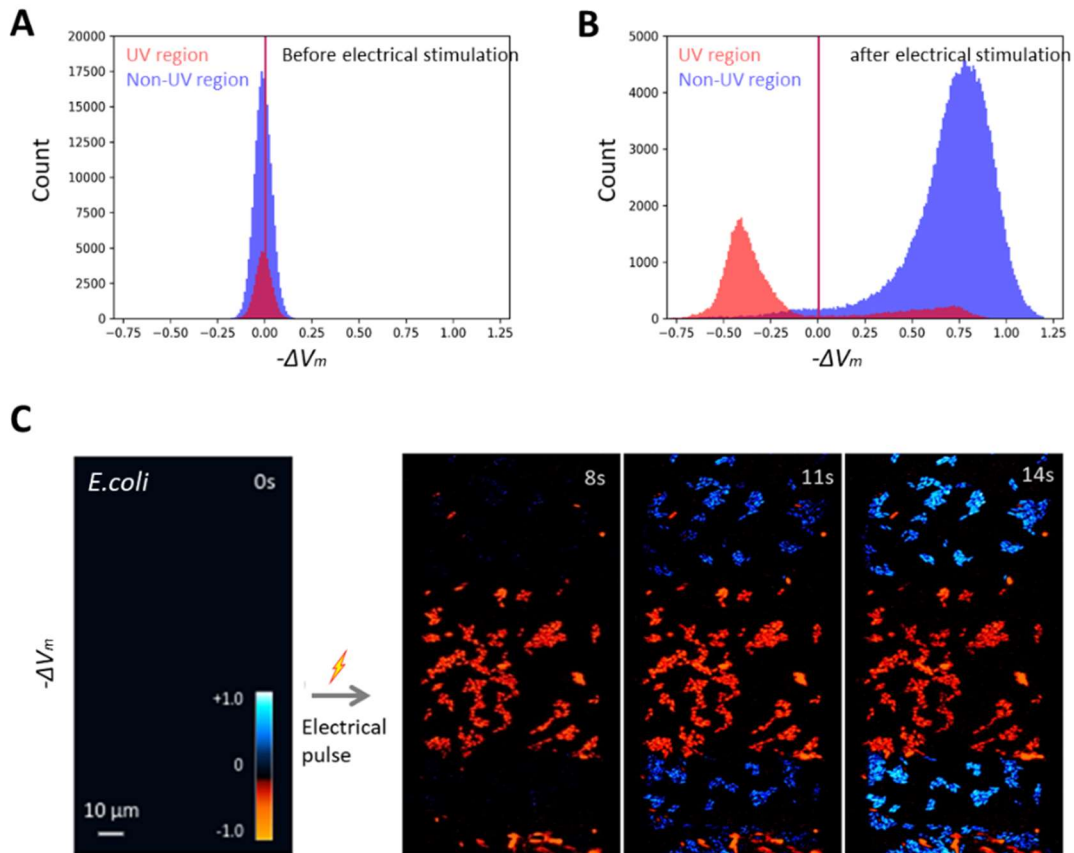 A
UV region
Non-UV region
Before electrical stimulation
20000
17500
15000
12500
10000
7500
5000
2500
0
Count
−0.75 −0.50 −0.25 0.00 0.25 0.50 0.75 1.00 1.25
-ΔVm
B
UV region
Non-UV region
after electrical stimulation
5000
4000
3000
2000
1000
0
Count
−0.75 −0.50 −0.25 0.00 0.25 0.50 0.75 1.00 1.25
-ΔVm
C
E.coli 0s
-ΔVm
+1.0
0
-1.0
10 μm
Electrical
pulse
8s
11s
14s